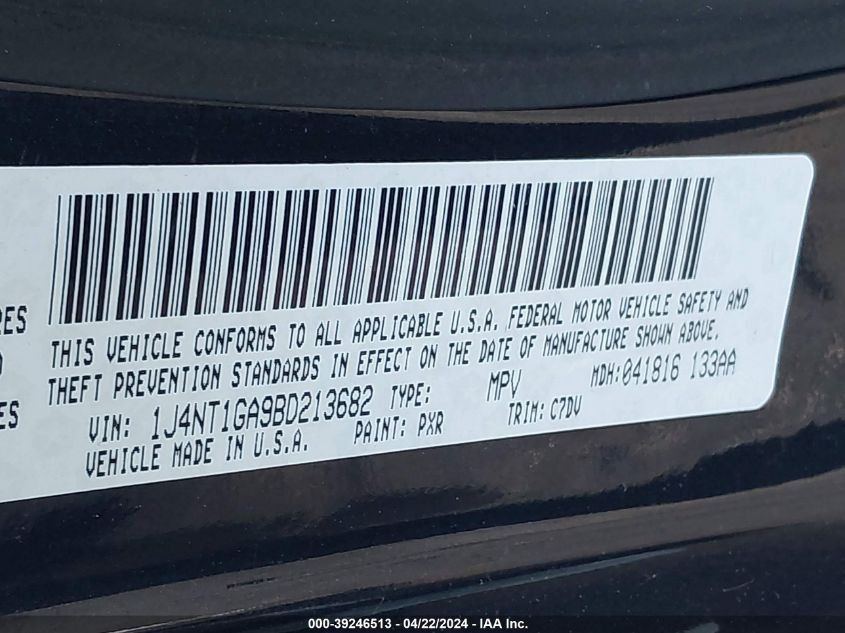 RES
THIS VEHICLE CONFORMS TO ALL APPLICABLE U.S.A. FEDERAL MOTOR VEHICLE SAFETY AND
THEFT PREVENTION STANDARDS IN EFFECT ON THE DATE OF MANUFACTURE SHOWN ABOVE.
ES
VIN: 1J4NT1GA9BD213682 TYPE: MPV MDH:041816 133AA
VEHICLE MADE IN U.S.A. PAINT: PXR TRIM: C7DV
000-39246513 - 04/22/2024 - IAA Inc.